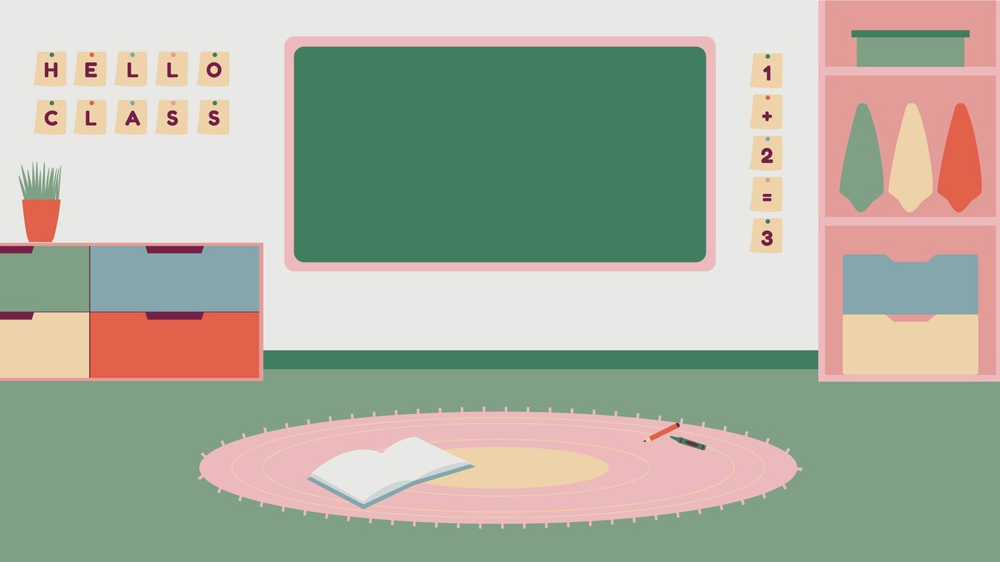 HELLO
CLASS
1
+
2
=
3